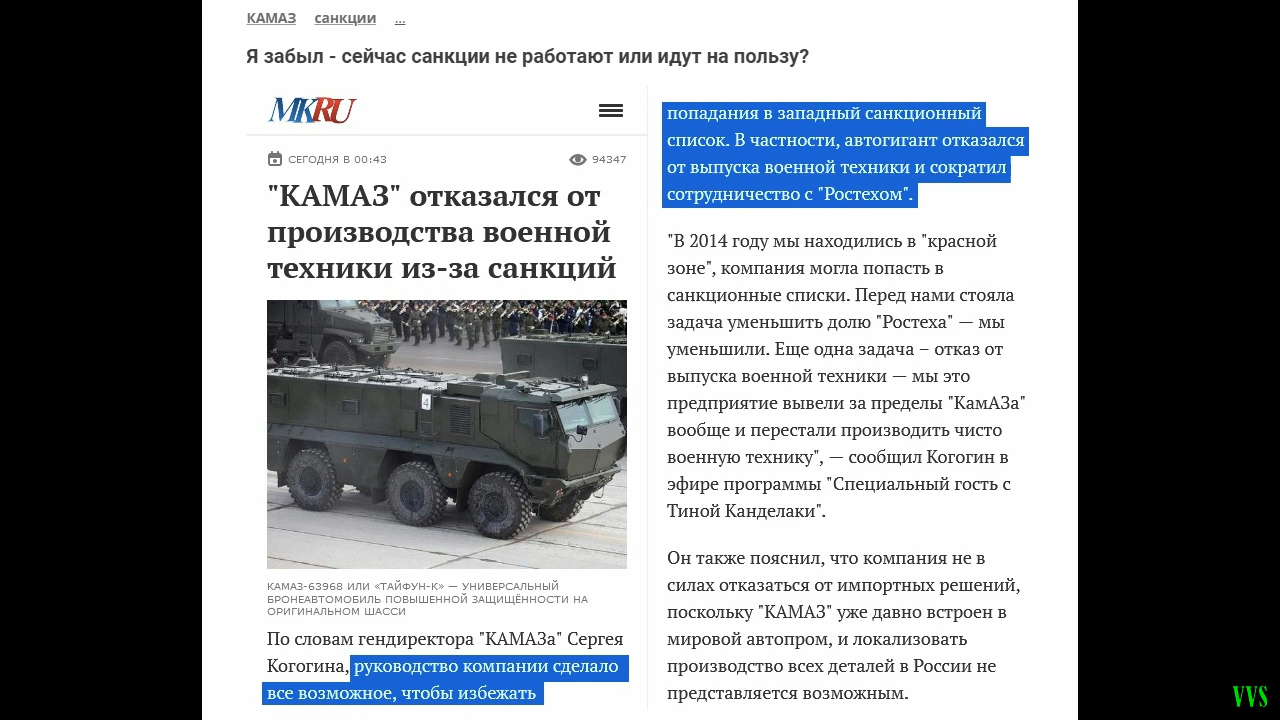 КАМАЗ санкции ...
Я забыл - сейчас санкции не работают или идут на пользу?
MKRU
СЕГОДНЯ В 00:43 94347
"КАМАЗ" отказался от
производства военной
техники из-за санкций
4
КАМАЗ-63968 ИЛИ «ТАЙФУН-К» — УНИВЕРСАЛЬНЫЙ
БРОНЕАВТОМОБИЛЬ ПОВЫШЕННОЙ ЗАЩИЩЁННОСТИ НА
ОРИГИНАЛЬНОМ ШАССИ
По словам гендиректора "КАМАЗа" Сергея
Когогина, руководство компании сделало
все возможное, чтобы избежать
попадания в западный санкционный
список. В частности, автогигант отказался
от выпуска военной техники и сократил
сотрудничество с "Ростехом".
"В 2014 году мы находились в "красной
зоне", компания могла попасть в
санкционные списки. Перед нами стояла
задача уменьшить долю "Ростеха" — мы
уменьшили. Еще одна задача – отказ от
выпуска военной техники — мы это
предприятие вывели за пределы "КамАЗа"
вообще и перестали производить чисто
военную технику", — сообщил Когогин в
эфире программы "Специальный гость с
Тиной Канделаки".
Он также пояснил, что компания не в
силах отказаться от импортных решений,
поскольку "КАМАЗ" уже давно встроен в
мировой автопром, и локализовать
производство всех деталей в России не
представляется возможным.
VVS